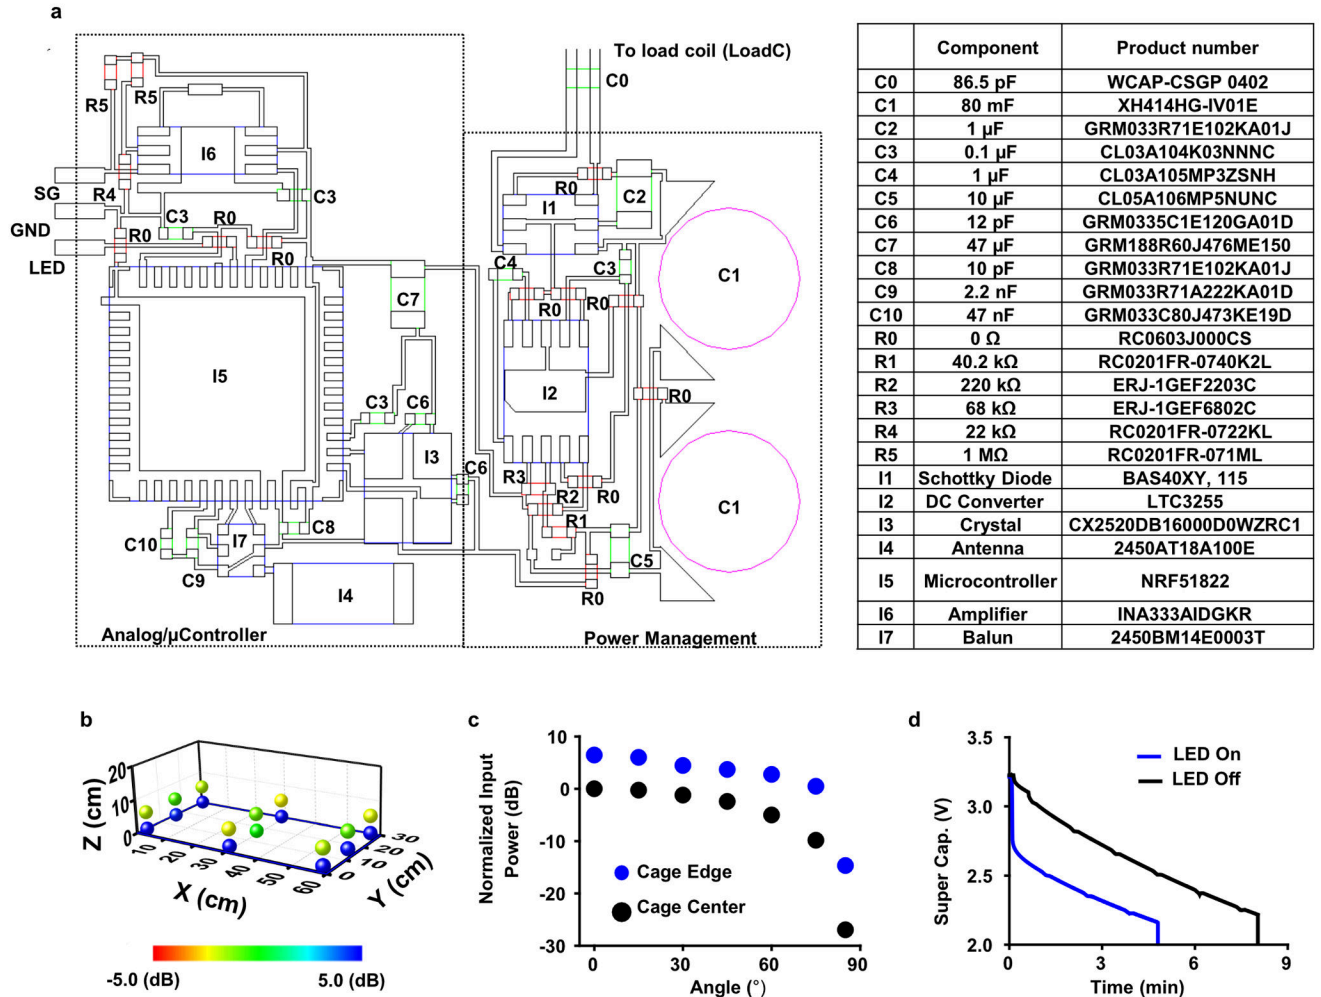 a
To load coil (LoadC)
C0
R5
R5
I6
SG
R4
C3
GND
C3
R0
R0
R0
LED
I5
C7
C3
C6
I3
C6
C8
C10
I7
C9
I4
Analog/µController
R0
C2
I1
C4
C3
R0
R0
C1
I2
R0
R3
R2
R0
R1
C1
C5
R0
Power Management
Component Product number
C0 86.5 pF WCAP-CSGP 0402
C1 80 mF XH414HG-IV01E
C2 1 µF GRM033R71E102KA01J
C3 0.1 µF CL03A104K03NNNC
C4 1 µF CL03A105MP3ZSNH
C5 10 µF CL05A106MP5NUNC
C6 12 pF GRM0335C1E120GA01D
C7 47 µF GRM188R60J476ME150
C8 10 pF GRM033R71E102KA01J
C9 2.2 nF GRM033R71A222KA01D
C10 47 nF GRM033C80J473KE19D
R0 0 Ω RC0603J000CS
R1 40.2 kΩ RC0201FR-0740K2L
R2 220 kΩ ERJ-1GEF2203C
R3 68 kΩ ERJ-1GEF6802C
R4 22 kΩ RC0201FR-0722KL
R5 1 MΩ RC0201FR-071ML
I1 Schottky Diode BAS40XY, 115
I2 DC Converter LTC3255
I3 Crystal CX2520DB16000D0WZRC1
I4 Antenna 2450AT18A100E
I5 Microcontroller NRF51822
I6 Amplifier INA333AIDGKR
I7 Balun 2450BM14E0003T
b
Z (cm)
20
10
0
10
20
30
40
50
60
X (cm)
0
10
20
30
Y (cm)
-5.0 (dB) 5.0 (dB)
c
Normalized Input
Power (dB)
10
0
-10
-20
-30
Cage Edge
Cage Center
0 30 60 90
Angle (°)
d
Super Cap. (V)
3.5
3.0
2.5
2.0
LED On
LED Off
0 3 6 9
Time (min)